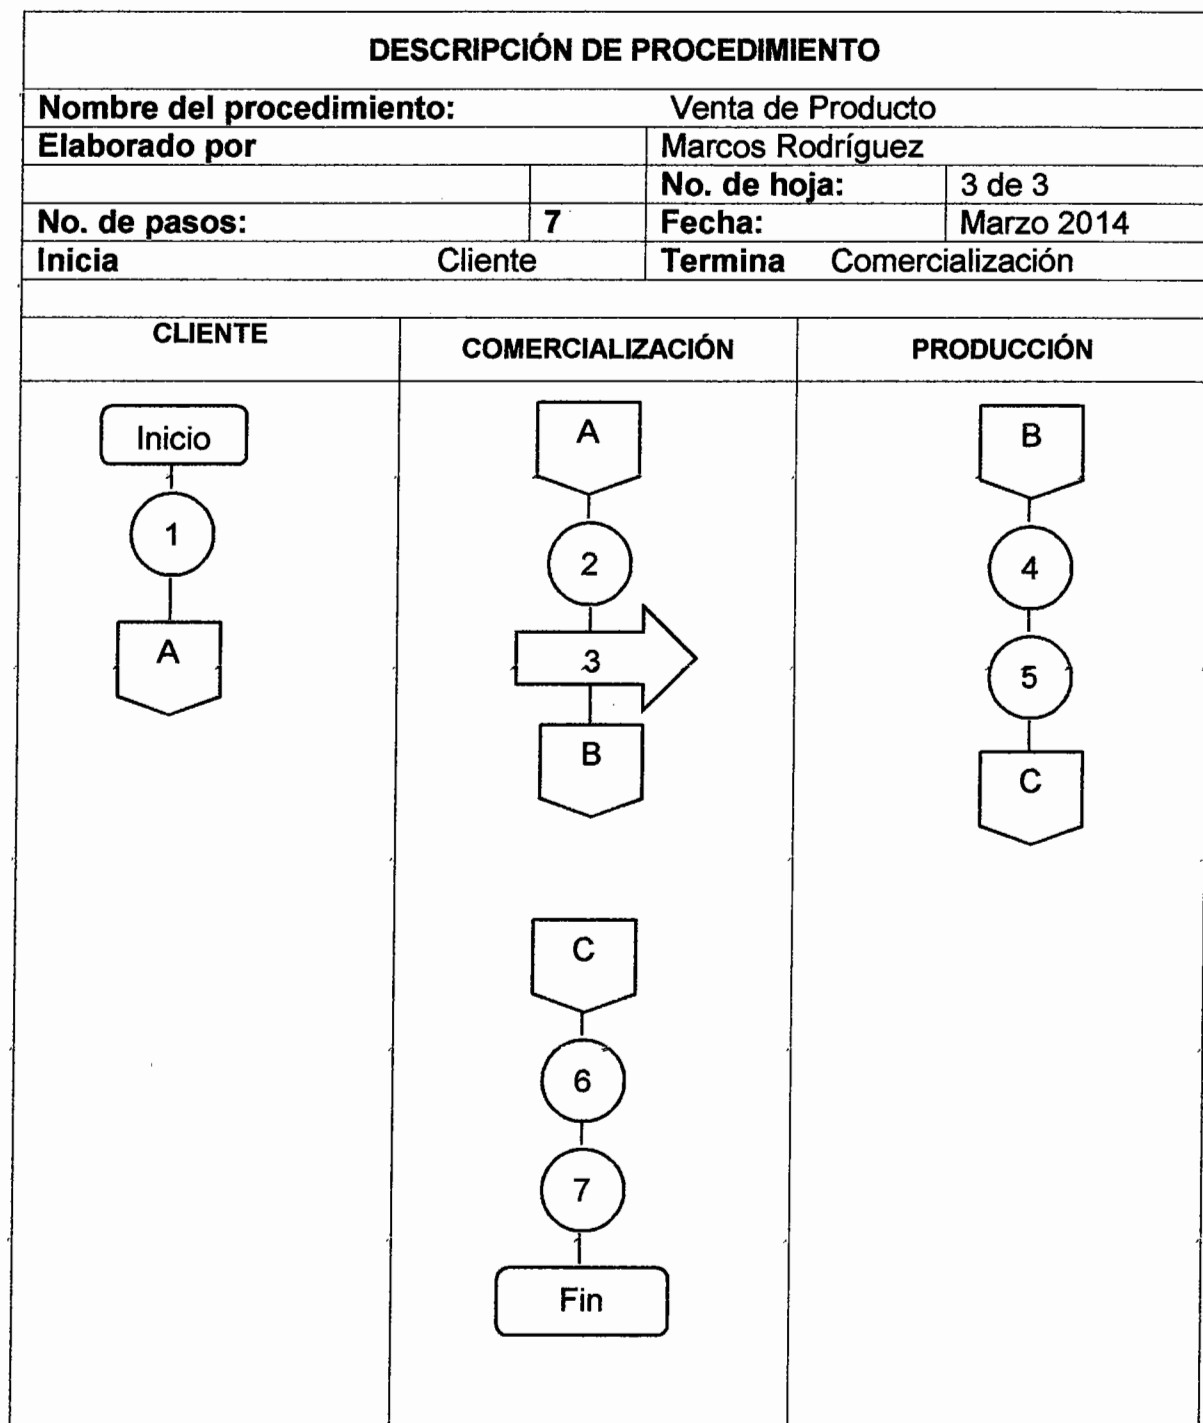 DESCRIPCIÓN DE PROCEDIMIENTO
Nombre del procedimiento: Venta de Producto
Elaborado por Marcos Rodríguez
No. de hoja: 3 de 3
No. de pasos: 7 Fecha: Marzo 2014
Inicia Cliente Termina Comercialización
CLIENTE COMERCIALIZACIÓN PRODUCCIÓN
Inicio
1
A
A
2
3
B
C
6
7
Fin
B
4
5
C